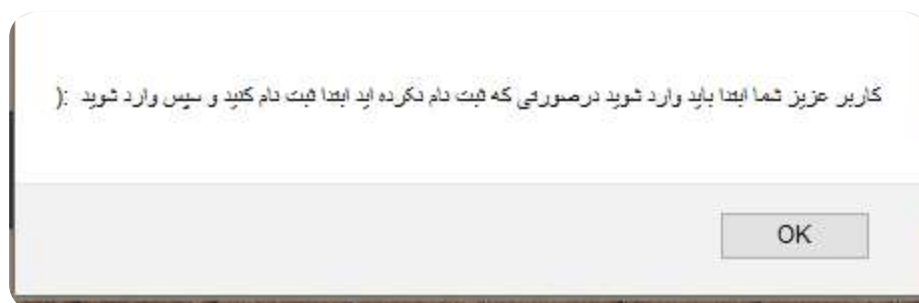 کاربر عزیز شما ابتدا باید وارد شوید درصورتی که ثبت نام نکرده اید ابتدا ثبت نام کنید و سپس وارد شوید :(
OK